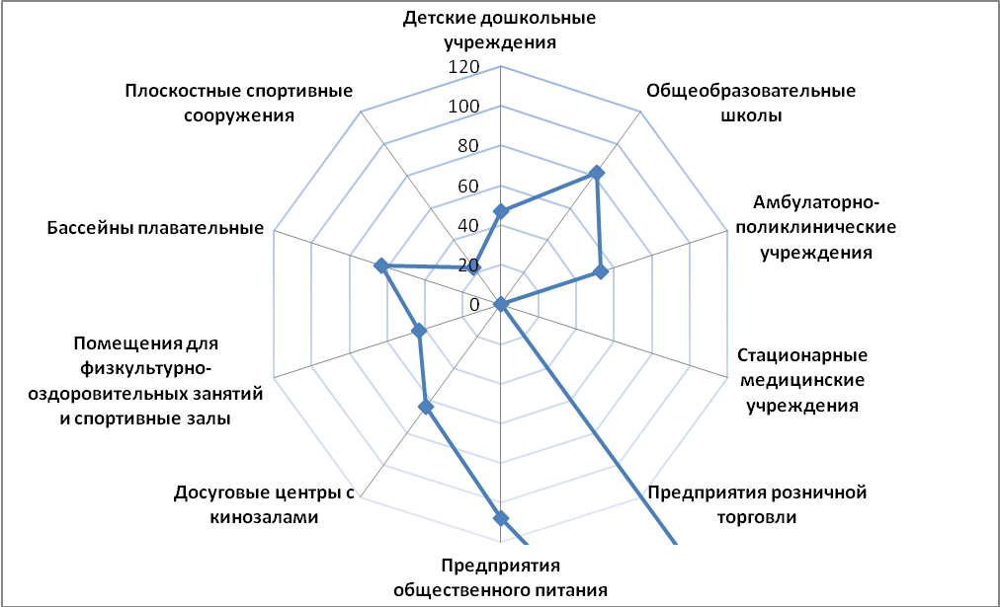 Детские дошкольные
учреждения
Общеобразовательные
школы
Амбулаторно-
поликлинические
учреждения
Стационарные
медицинские
учреждения
Предприятия розничной
торговли
Предприятия
общественного питания
Досуговые центры с
кинозалами
Помещения для
физкультурно-
оздоровительных занятий
и спортивные залы
Бассейны плавательные
Плоскостные спортивные
сооружения
120
100
80
60
40
20
0